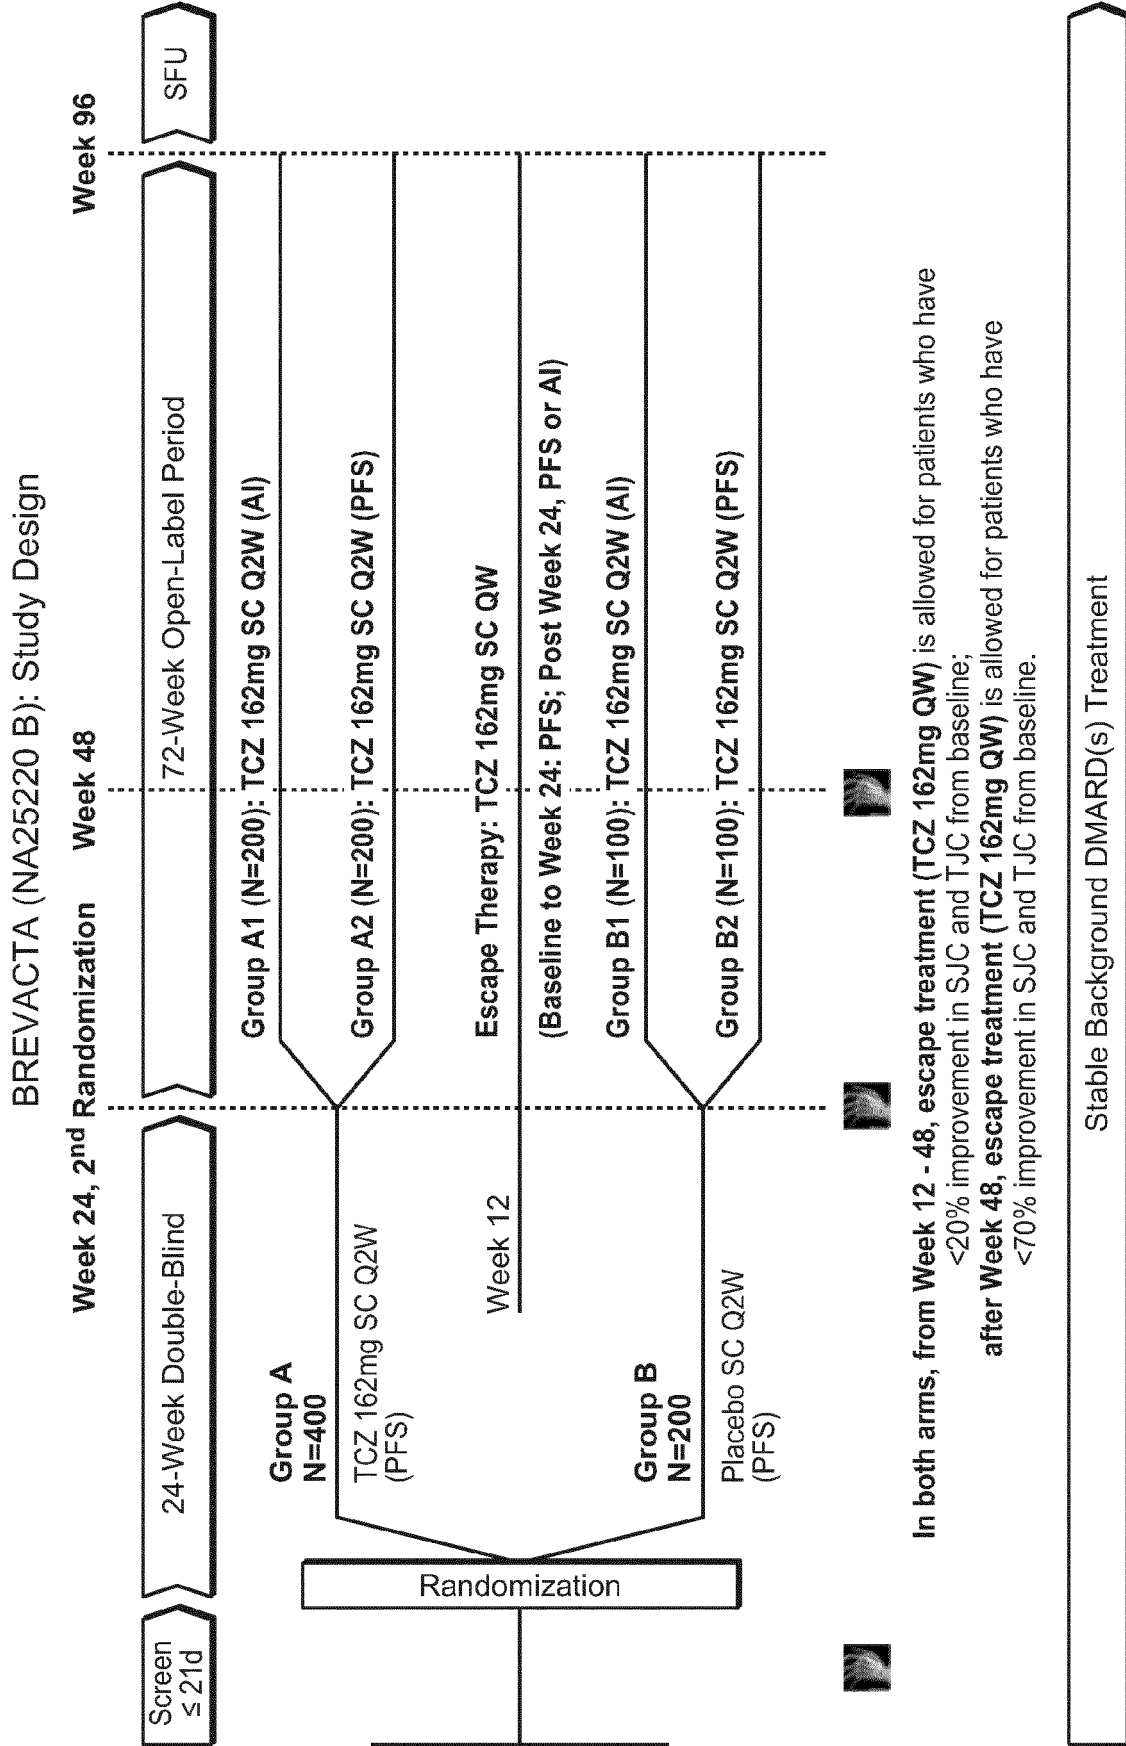 BREVACTA (NA25220 B): Study Design
Week 24, 2nd Randomization
Week 48
Week 96
Screen
≤ 21d
24-Week Double-Blind
72-Week Open-Label Period
SFU
Group A
N=400
TCZ 162mg SC Q2W
(PFS)
Group A1 (N=200): TCZ 162mg SC Q2W (AI)
Group A2 (N=200): TCZ 162mg SC Q2W (PFS)
Randomization
Week 12
Escape Therapy: TCZ 162mg SC QW
(Baseline to Week 24: PFS; Post Week 24, PFS or AI)
Group B
N=200
Placebo SC Q2W
(PFS)
Group B1 (N=100): TCZ 162mg SC Q2W (AI)
Group B2 (N=100): TCZ 162mg SC Q2W (PFS)
In both arms, from Week 12 - 48, escape treatment (TCZ 162mg QW) is allowed for patients who have
<20% improvement in SJC and TJC from baseline;
after Week 48, escape treatment (TCZ 162mg QW) is allowed for patients who have
<70% improvement in SJC and TJC from baseline.
Stable Background DMARD(s) Treatment